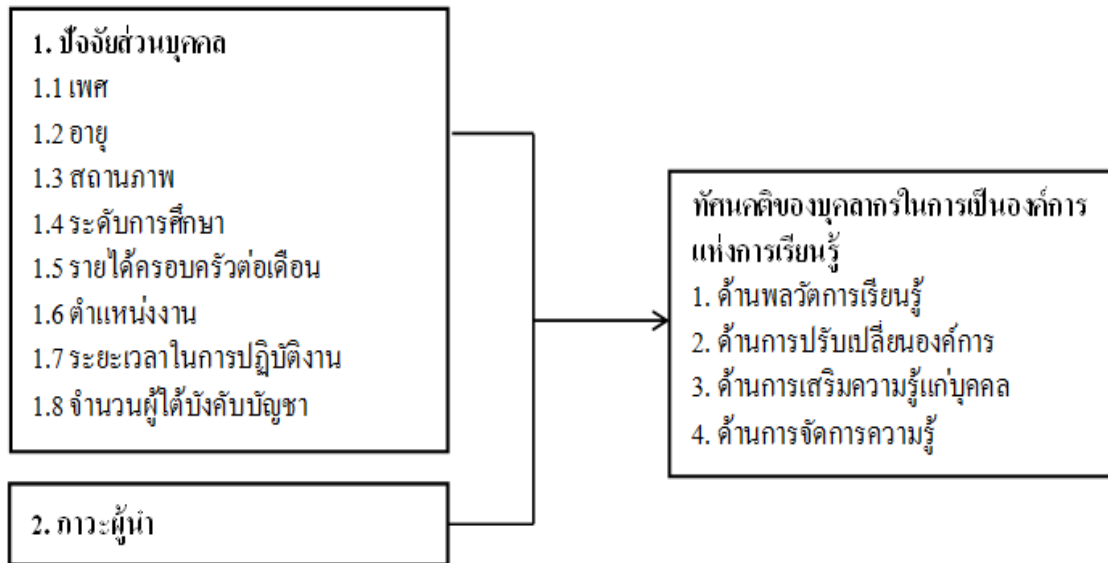 1. ปัจจัยส่วนบุคคล
1.1 เพศ
1.2 อายุ
1.3 สถานภาพ
1.4 ระดับการศึกษา
1.5 รายได้ครอบครัวต่อเดือน
1.6 ตำแหน่งงาน
1.7 ระยะเวลาในการปฏิบัติงาน
1.8 จำนวนผู้ใต้บังคับบัญชา
2. ภาวะผู้นำ
ทัศนคติของบุคลากรในการเป็นองค์การ
แห่งการเรียนรู้
1. ด้านพลวัตการเรียนรู้
2. ด้านการปรับเปลี่ยนองค์การ
3. ด้านการเสริมความรู้แก่บุคคล
4. ด้านการจัดการความรู้